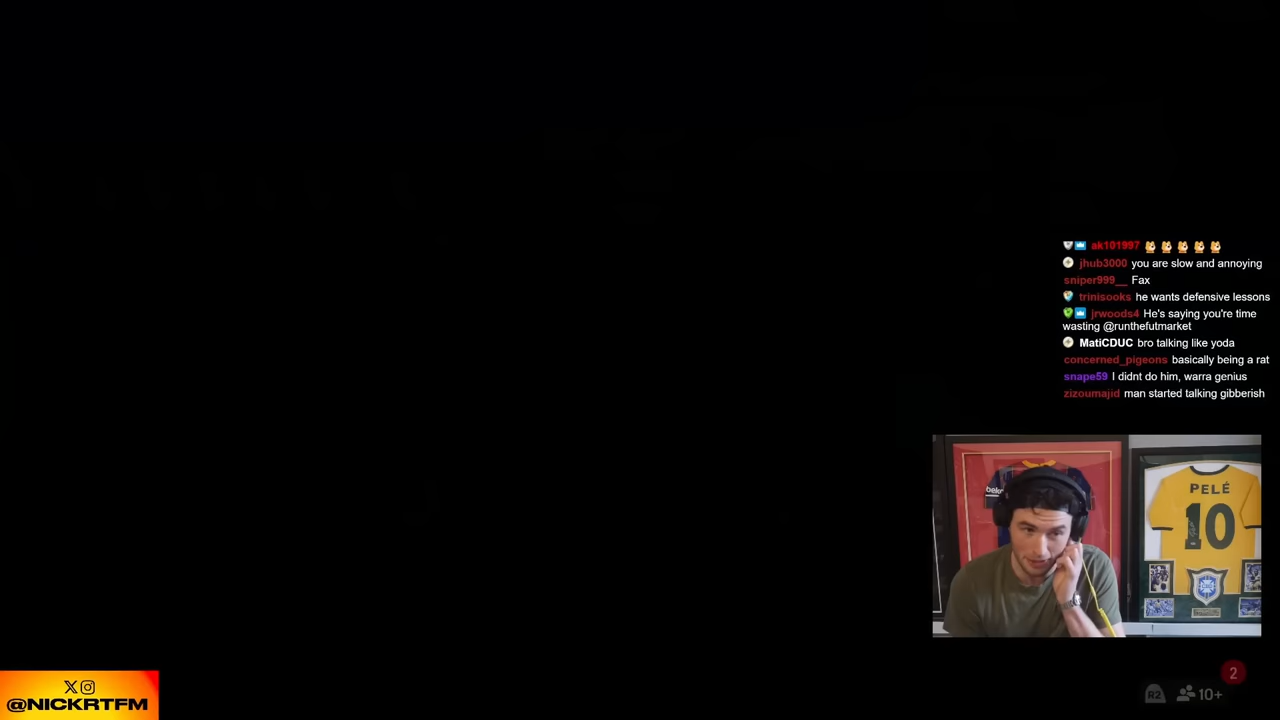 ak101997
jhub3000 you are slow and annoying
sniper999__ Fax
trinisooks he wants defensive lessons
jrwoods4 He's saying you're time
wasting @runthefutmarket
MatiCDUC bro talking like yoda
concerned_pigeons basically being a rat
snape59 I didnt do him, warra genius
zizoumajid man started talking gibberish
beko
PELÉ
10
2
R2 10+
@NICKRTFM